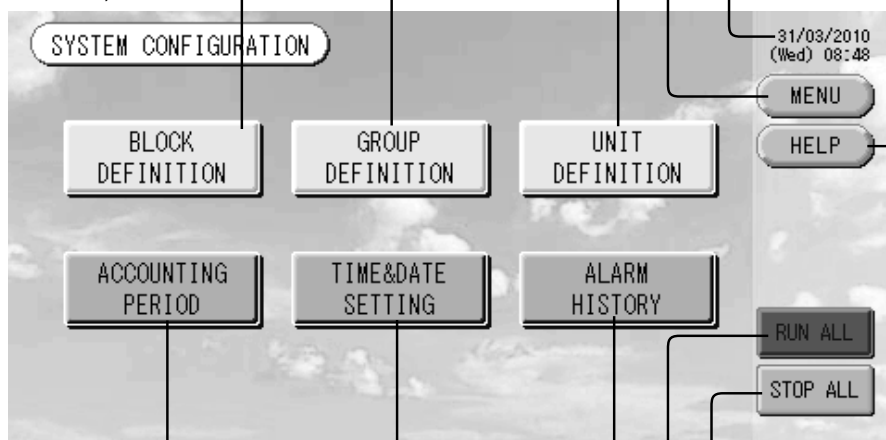 SYSTEM CONFIGURATION
31/03/2010
(Wed) 08:48
MENU
HELP
BLOCK
DEFINITION
GROUP
DEFINITION
UNIT
DEFINITION
ACCOUNTING
PERIOD
TIME&DATE
SETTING
ALARM
HISTORY
RUN ALL
STOP ALL